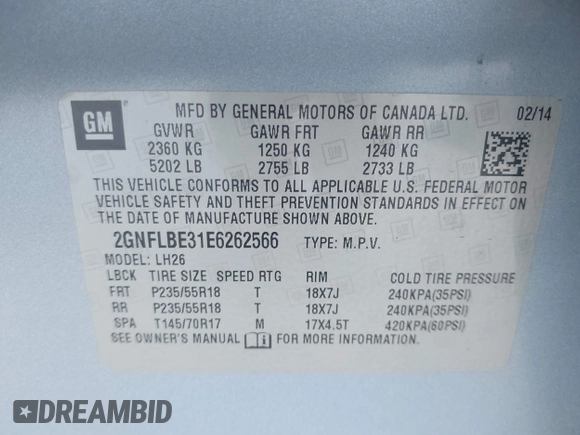 GM
MFD BY GENERAL MOTORS OF CANADA LTD. 02/14
GVWR GAWR FRT GAWR RR
2360 KG 1250 KG 1240 KG
5202 LB 2755 LB 2733 LB
THIS VEHICLE CONFORMS TO ALL APPLICABLE U.S. FEDERAL MOTOR
VEHICLE SAFETY AND THEFT PREVENTION STANDARDS IN EFFECT ON
THE DATE OF MANUFACTURE SHOWN ABOVE.
2GNFLBE31E6262566 TYPE: M.P.V.
MODEL: LH26
LBCK TIRE SIZE SPEED RTG RIM COLD TIRE PRESSURE
FRT P235/55R18 T 18X7J 240KPA(35PSI)
RR P235/55R18 T 18X7J 240KPA(35PSI)
SPA T145/70R17 M 17X4.5T 420KPA(60PSI)
SEE OWNER'S MANUAL FOR MORE INFORMATION.
DREAMBID